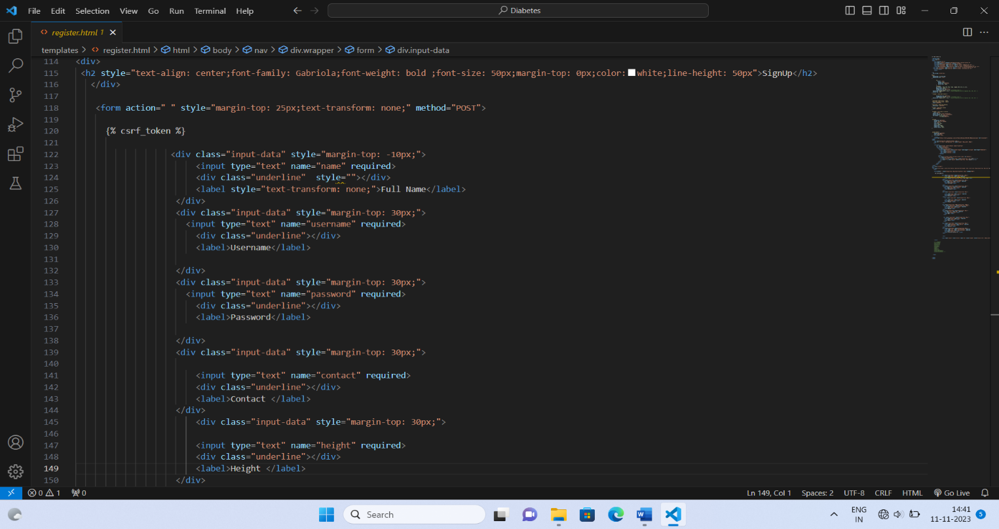 File Edit Selection View Go Run Terminal Help
Diabetes
register.html 1
templates > register.html > html > body > nav > div.wrapper > form > div.input-data
114 <div>
115 <h2 style="text-align: center;font-family: Gabriola;font-weight: bold ;font-size: 50px;margin-top: 0px;color:white;line-height: 50px">SignUp</h2>
116 </div>
117
118 <form action=" " style="margin-top: 25px;text-transform: none;" method="POST">
119
120 {% csrf_token %}
121
122 <div class="input-data" style="margin-top: -10px;">
123 <input type="text" name="name" required>
124 <div class="underline"  style=""></div>
125 <label style="text-transform: none;">Full Name</label>
126 </div>
127 <div class="input-data" style="margin-top: 30px;">
128 <input type="text" name="username" required>
129 <div class="underline"></div>
130 <label>Username</label>
131
132 </div>
133 <div class="input-data" style="margin-top: 30px;">
134 <input type="text" name="password" required>
135 <div class="underline"></div>
136 <label>Password</label>
137
138 </div>
139 <div class="input-data" style="margin-top: 30px;">
140
141 <input type="text" name="contact" required>
142 <div class="underline"></div>
143 <label>Contact </label>
144 </div>
145 <div class="input-data" style="margin-top: 30px;">
146
147 <input type="text" name="height" required>
148 <div class="underline"></div>
149 <label>Height </label>
150 </div>
0 1 0 Ln 149, Col 1 Spaces: 2 UTF-8 CRLF HTML Go Live
Search
ENG
IN
14:41
11-11-2023
5